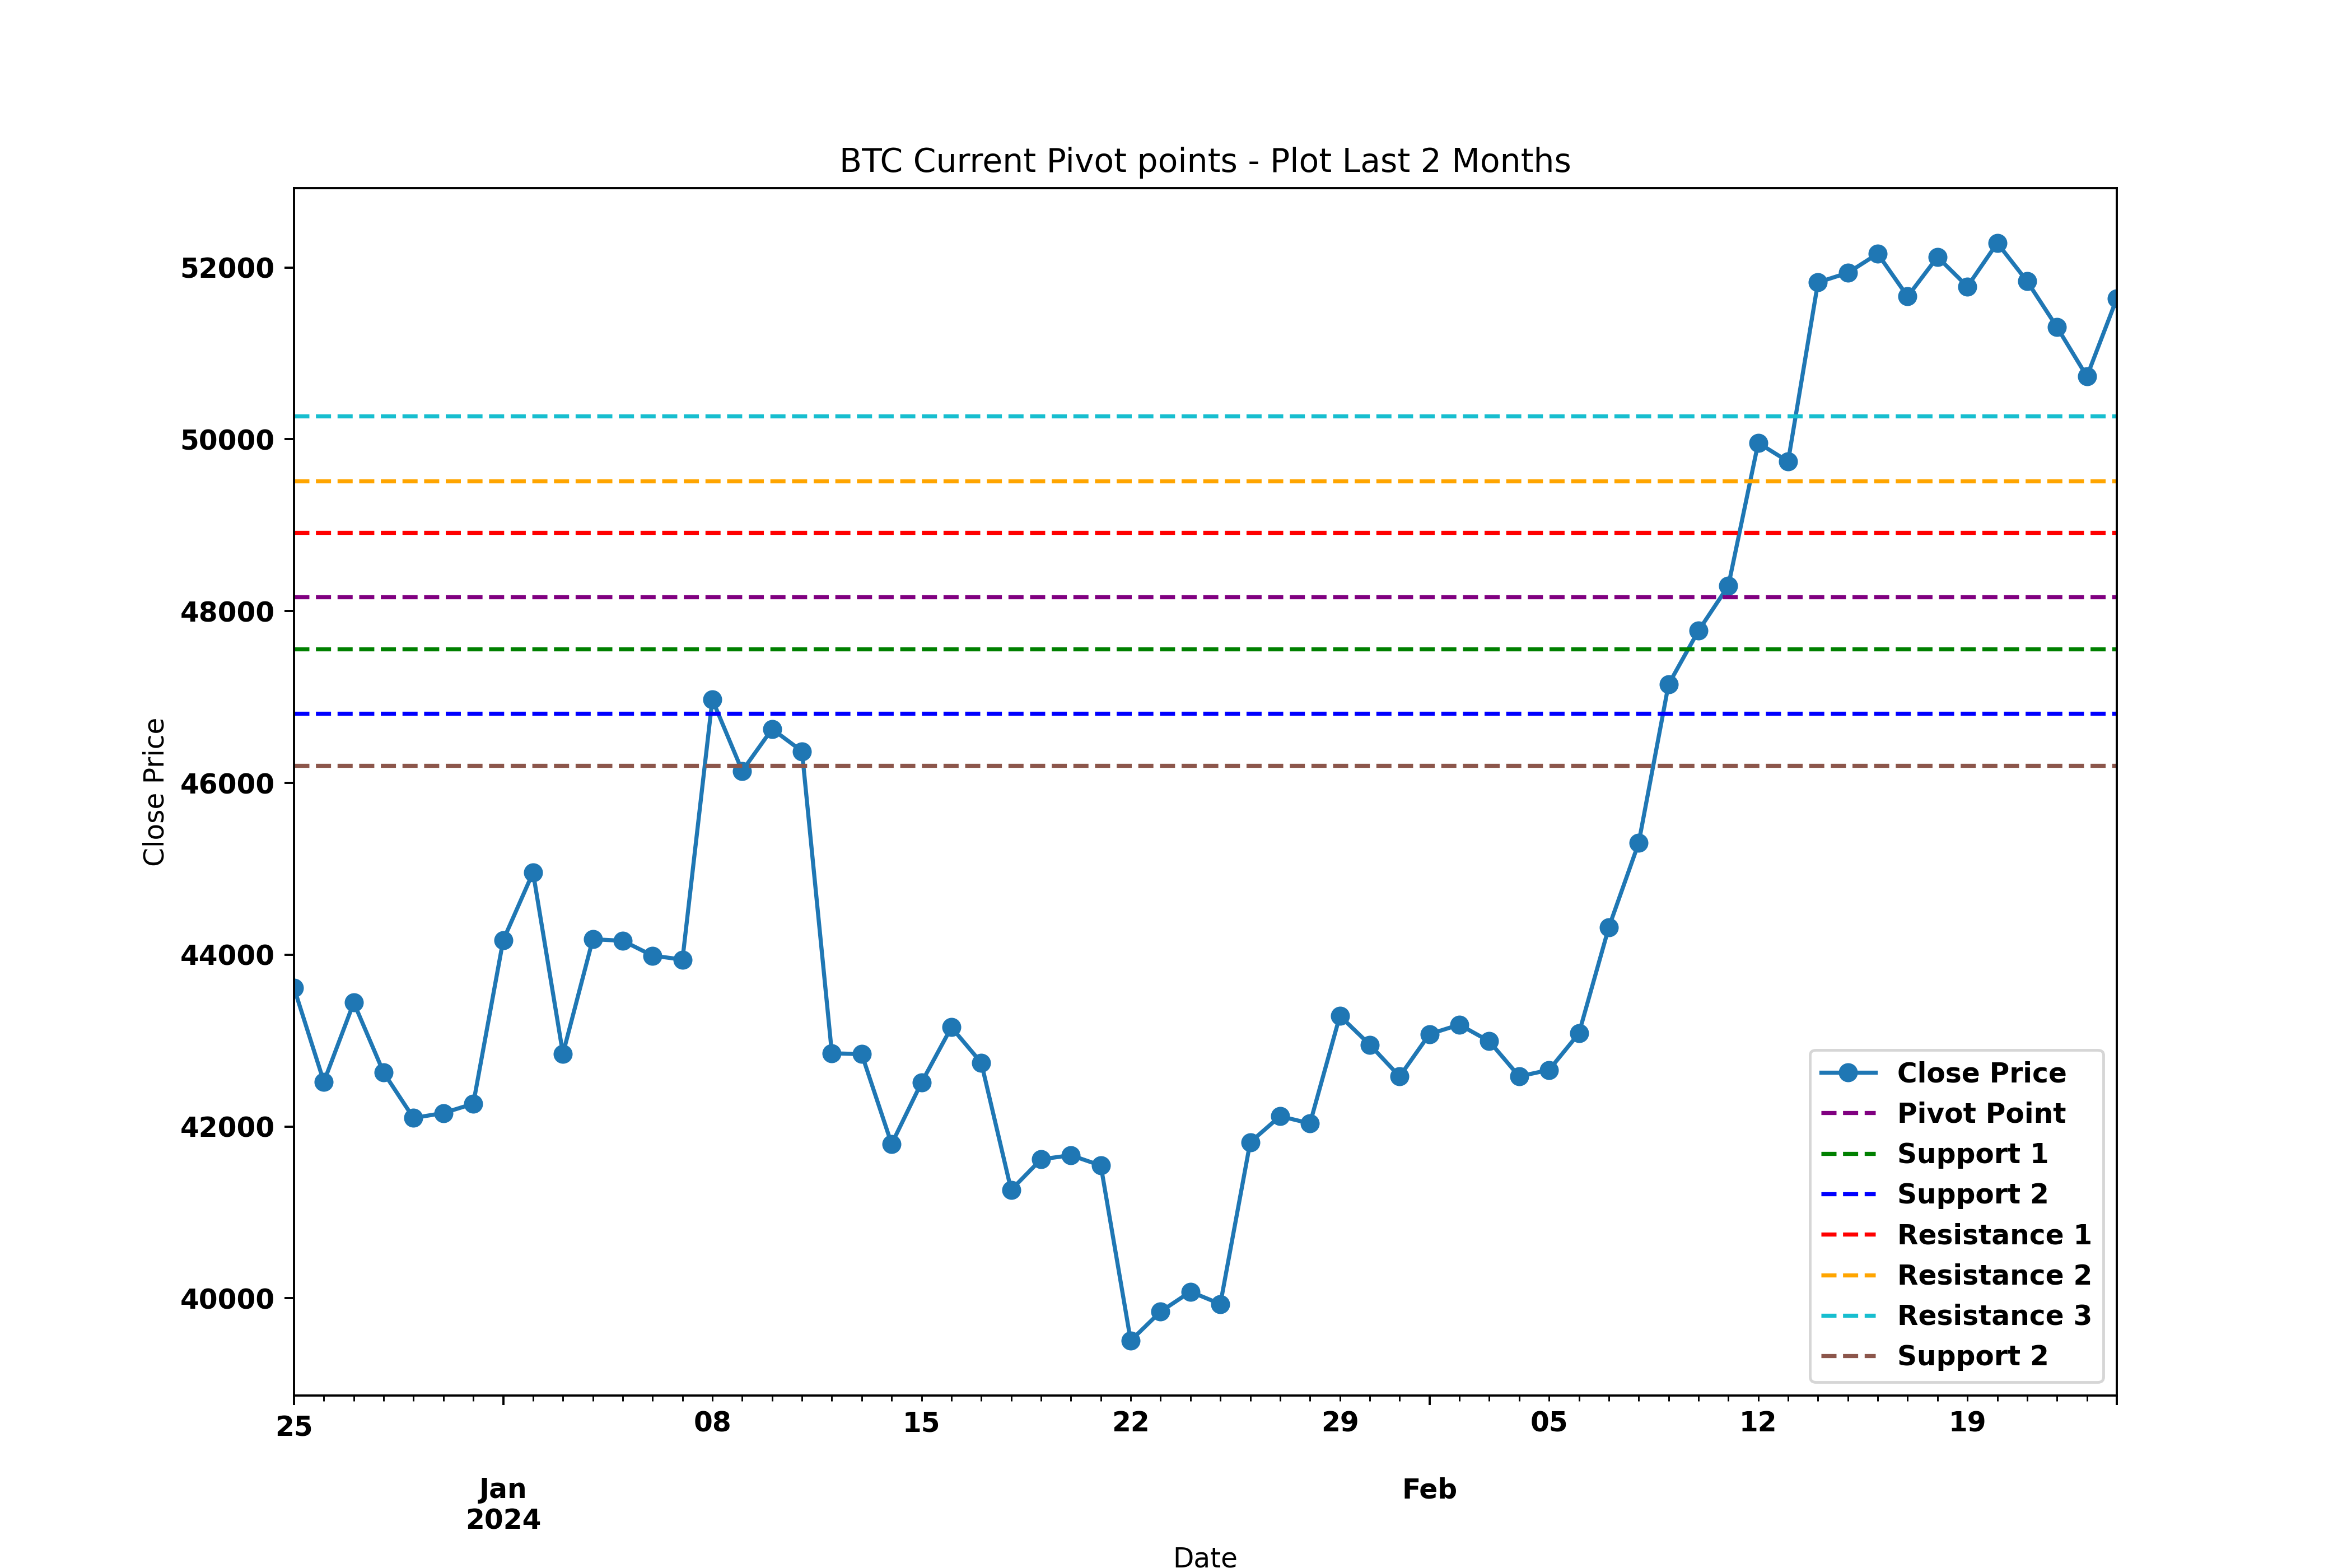 BTC Current Pivot points - Plot Last 2 Months
52000
50000
48000
46000
44000
42000
40000
Close Price
Close Price
Pivot Point
Support 1
Support 2
Resistance 1
Resistance 2
Resistance 3
Support 2
25 08 15 22 29 05 12 19
Jan Feb
2024
Date